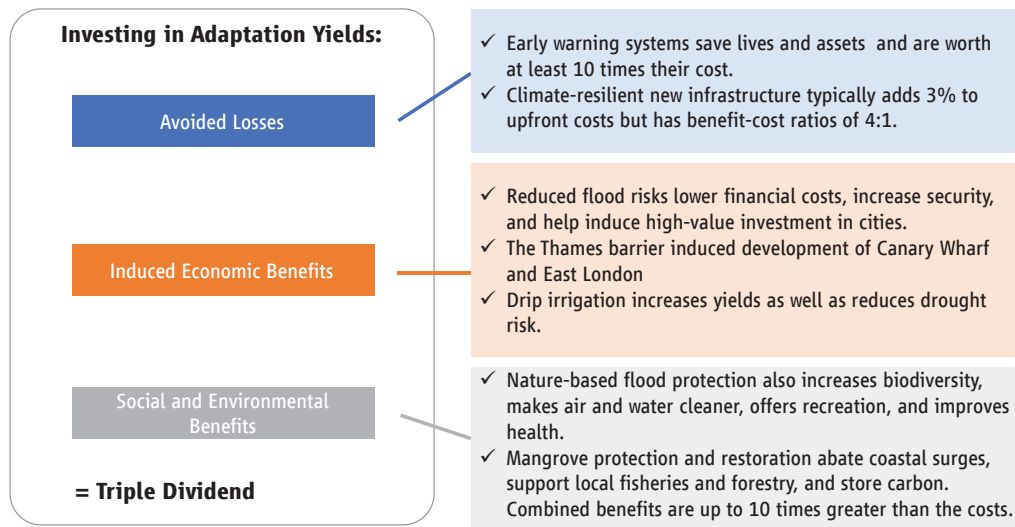 Investing in Adaptation Yields:
Avoided Losses
✓ Early warning systems save lives and assets and are worth
at least 10 times their cost.
✓ Climate-resilient new infrastructure typically adds 3% to
upfront costs but has benefit-cost ratios of 4:1.
Induced Economic Benefits
✓ Reduced flood risks lower financial costs, increase security,
and help induce high-value investment in cities.
✓ The Thames barrier induced development of Canary Wharf
and East London
✓ Drip irrigation increases yields as well as reduces drought
risk.
Social and Environmental
Benefits
✓ Nature-based flood protection also increases biodiversity,
makes air and water cleaner, offers recreation, and improves
health.
✓ Mangrove protection and restoration abate coastal surges,
support local fisheries and forestry, and store carbon.
Combined benefits are up to 10 times greater than the costs.
= Triple Dividend